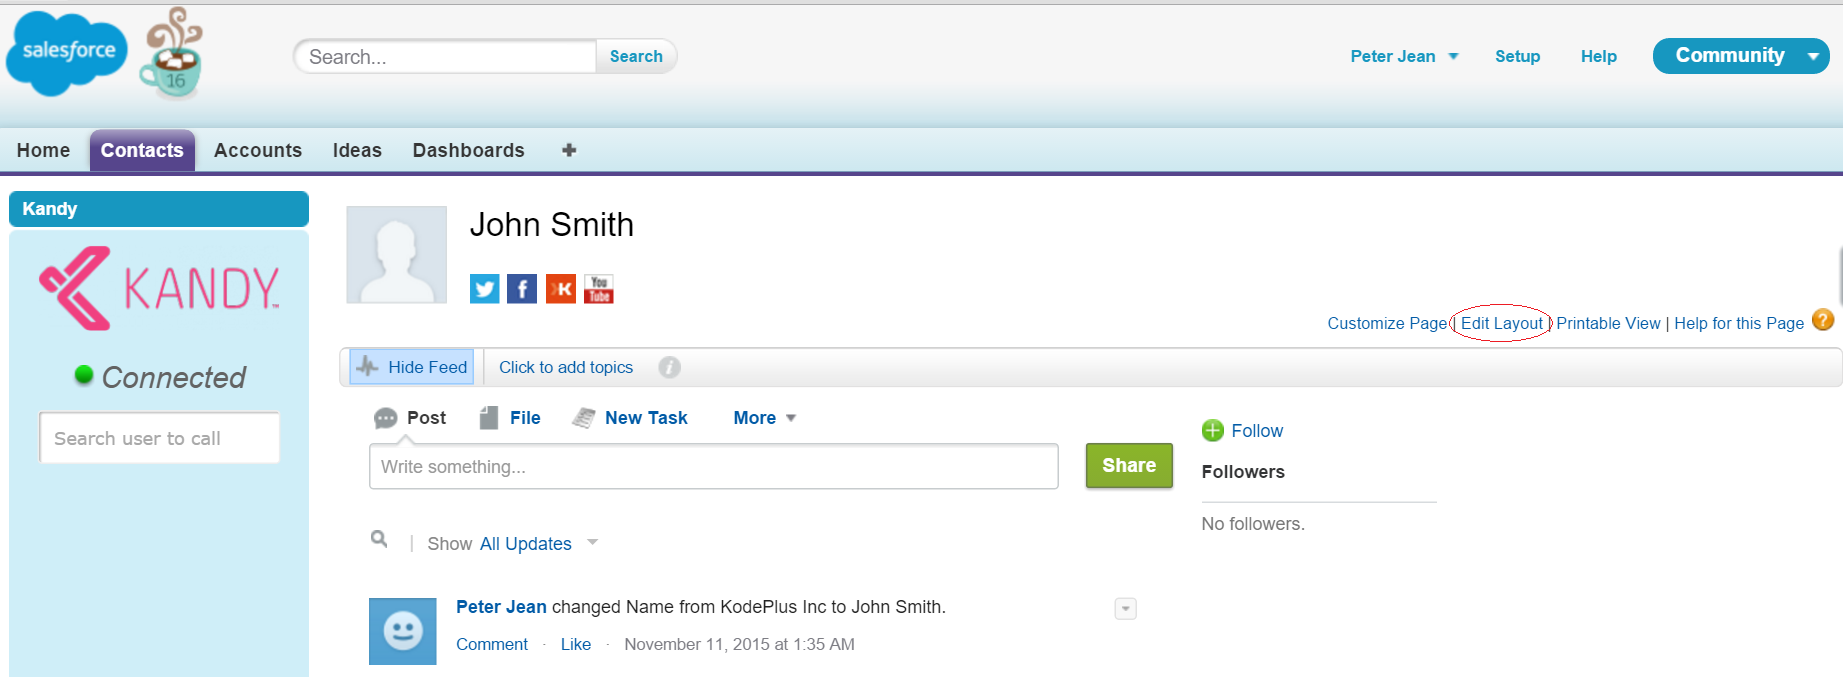 salesforce
16
Search...
Search
Peter Jean
Setup
Help
Community
Home
Contacts
Accounts
Ideas
Dashboards
Kandy
KANDY™
Connected
Search user to call
John Smith
You
Tube
Customize Page | Edit Layout | Printable View | Help for this Page ?
Hide Feed
Click to add topics
i
Post
File
New Task
More
Write something...
Share
Follow
Followers
No followers.
Show All Updates
Peter Jean changed Name from KodePlus Inc to John Smith.
Comment · Like · November 11, 2015 at 1:35 AM